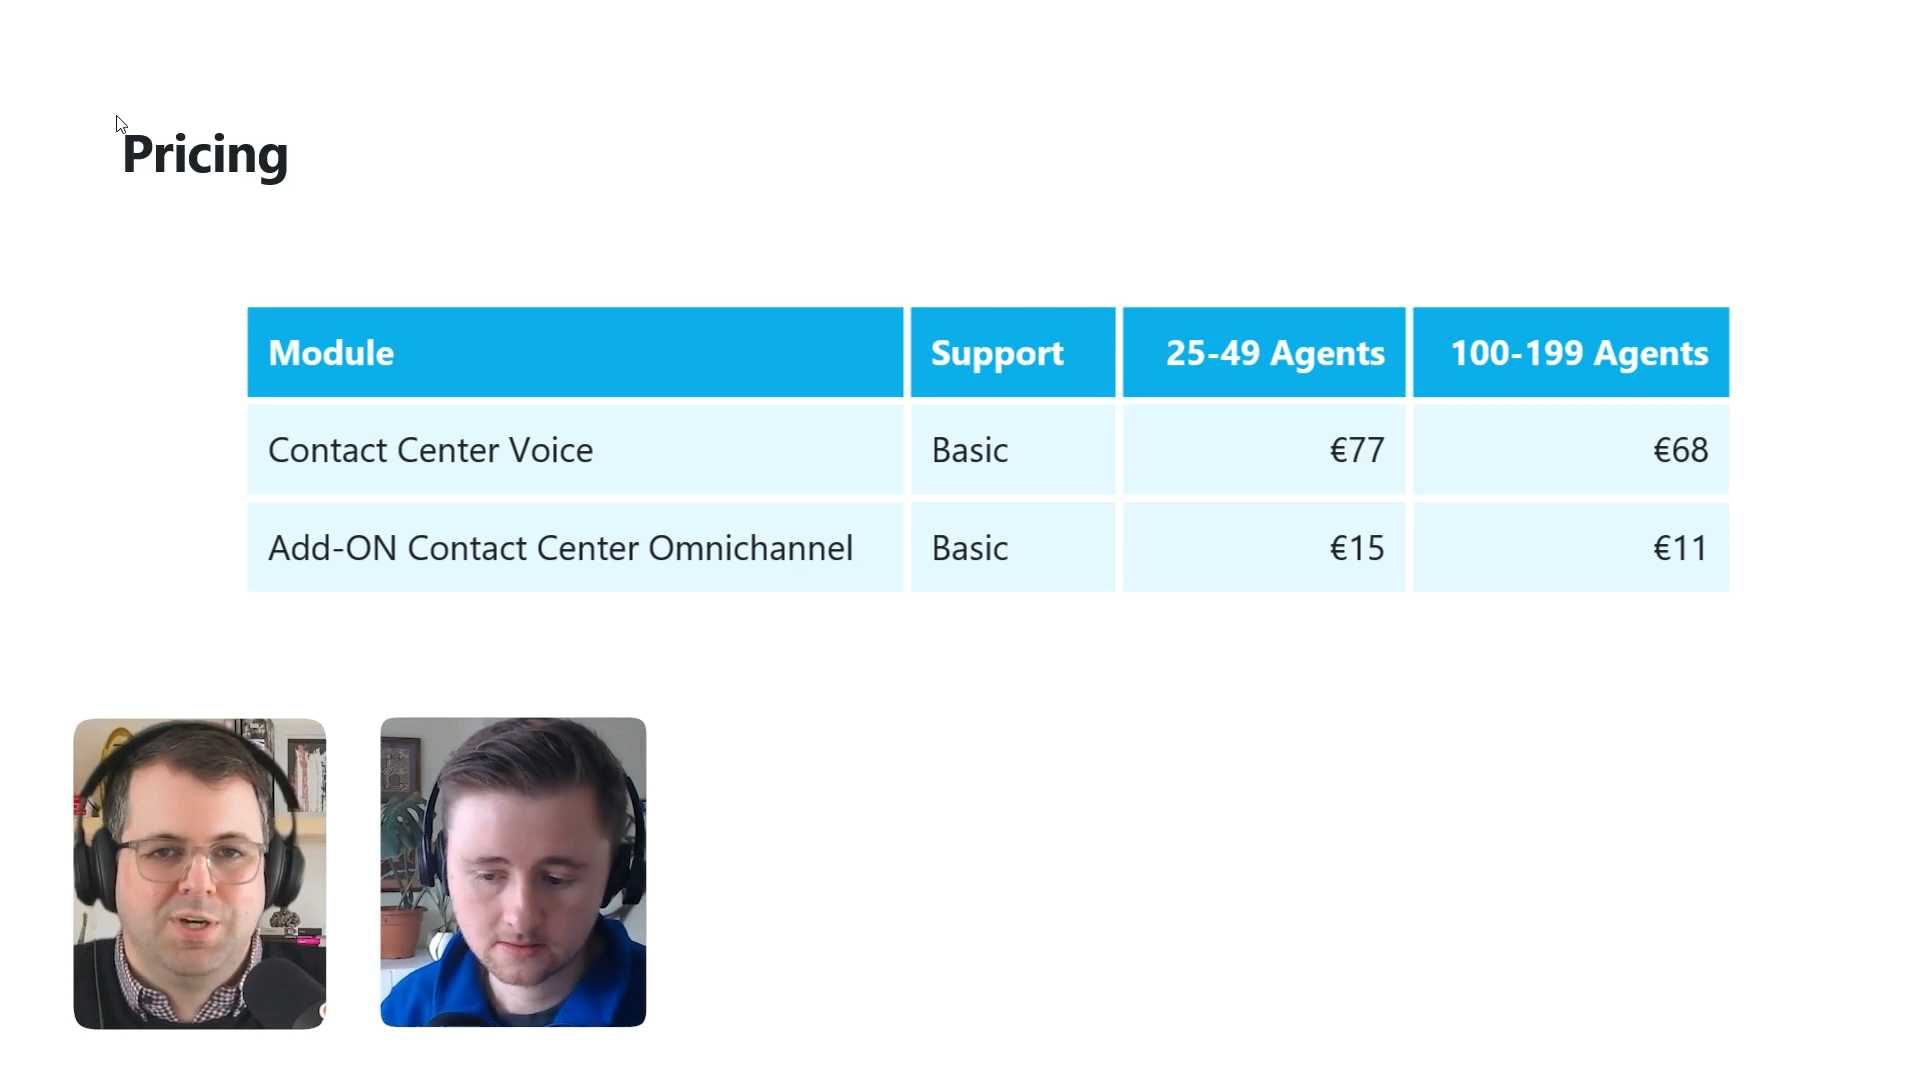 Pricing
Module Support 25-49 Agents 100-199 Agents
Contact Center Voice Basic €77 €68
Add-ON Contact Center Omnichannel Basic €15 €11